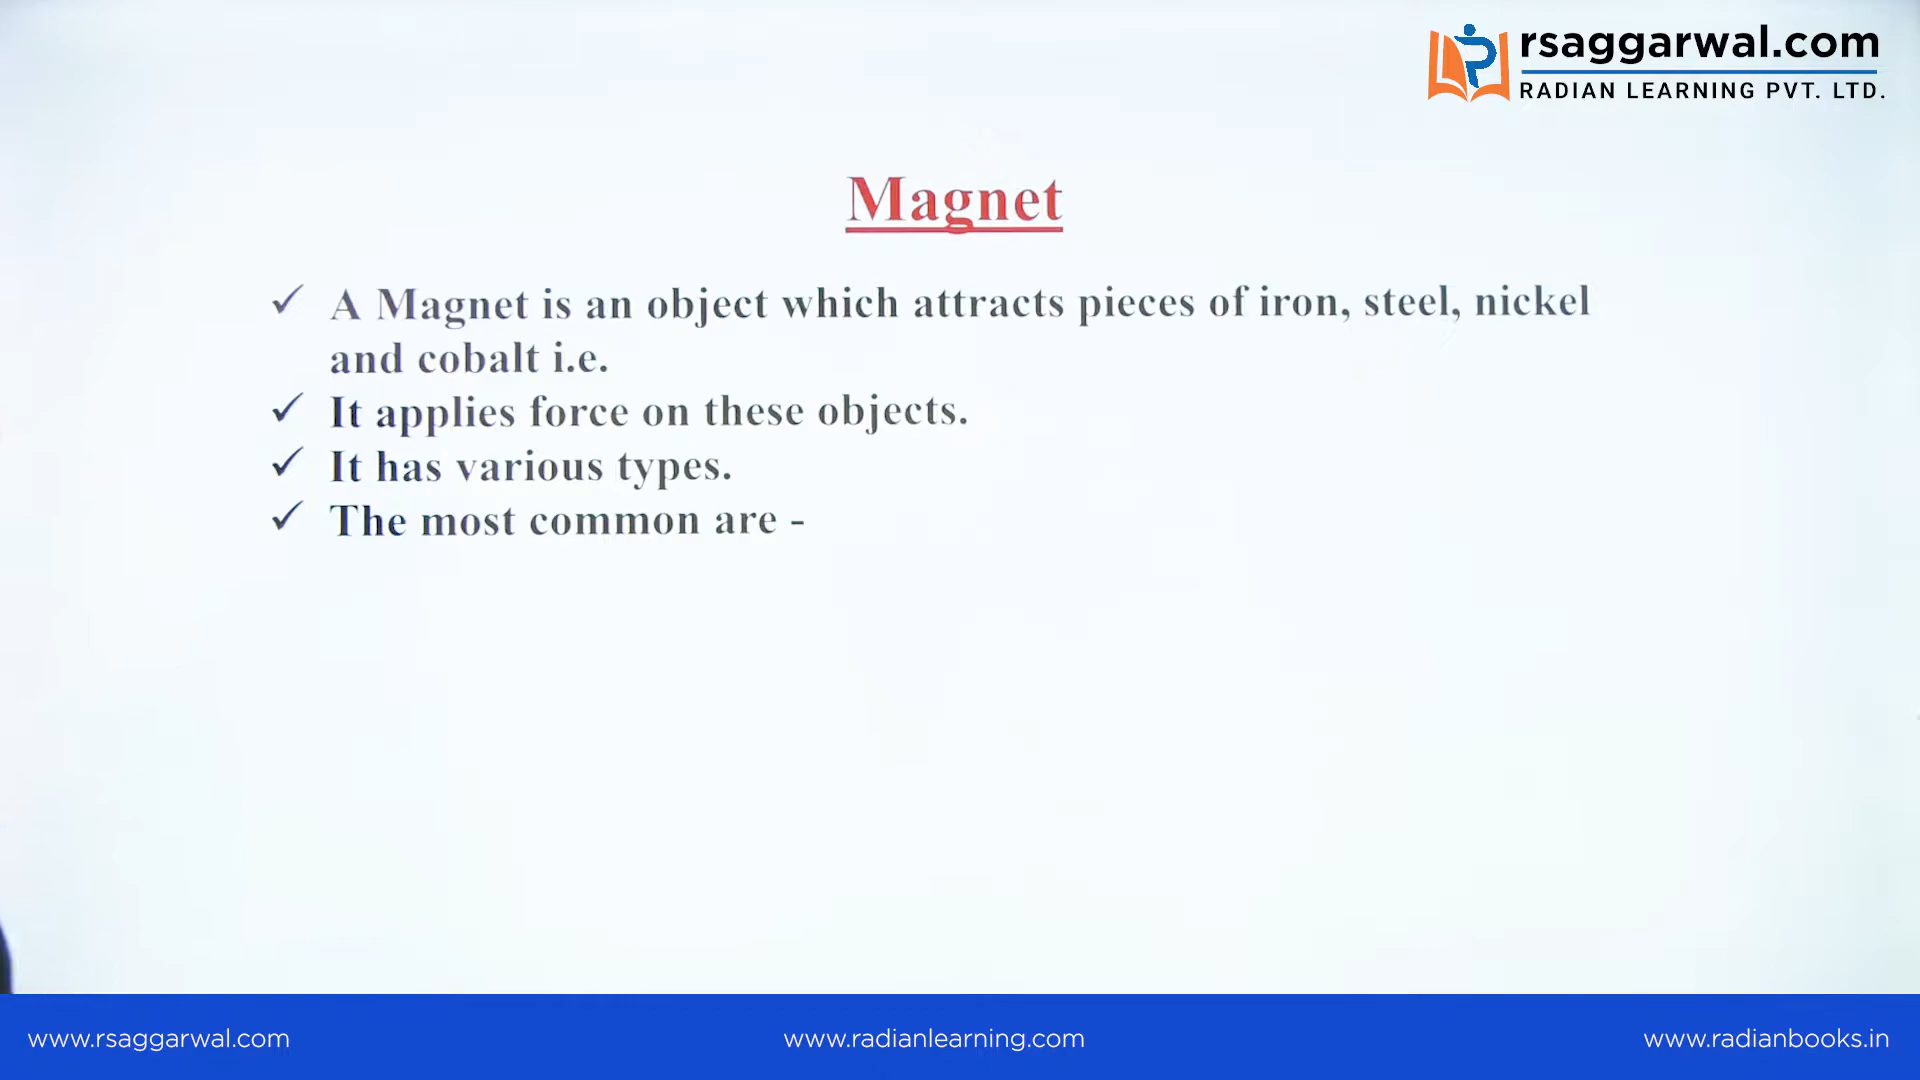 rsaggarwal.com
RADIAN LEARNING PVT. LTD.
Magnet
✓ A Magnet is an object which attracts pieces of iron, steel, nickel
and cobalt i.e.
✓ It applies force on these objects.
✓ It has various types.
✓ The most common are -
www.rsaggarwal.com
www.radianlearning.com
www.radianbooks.in